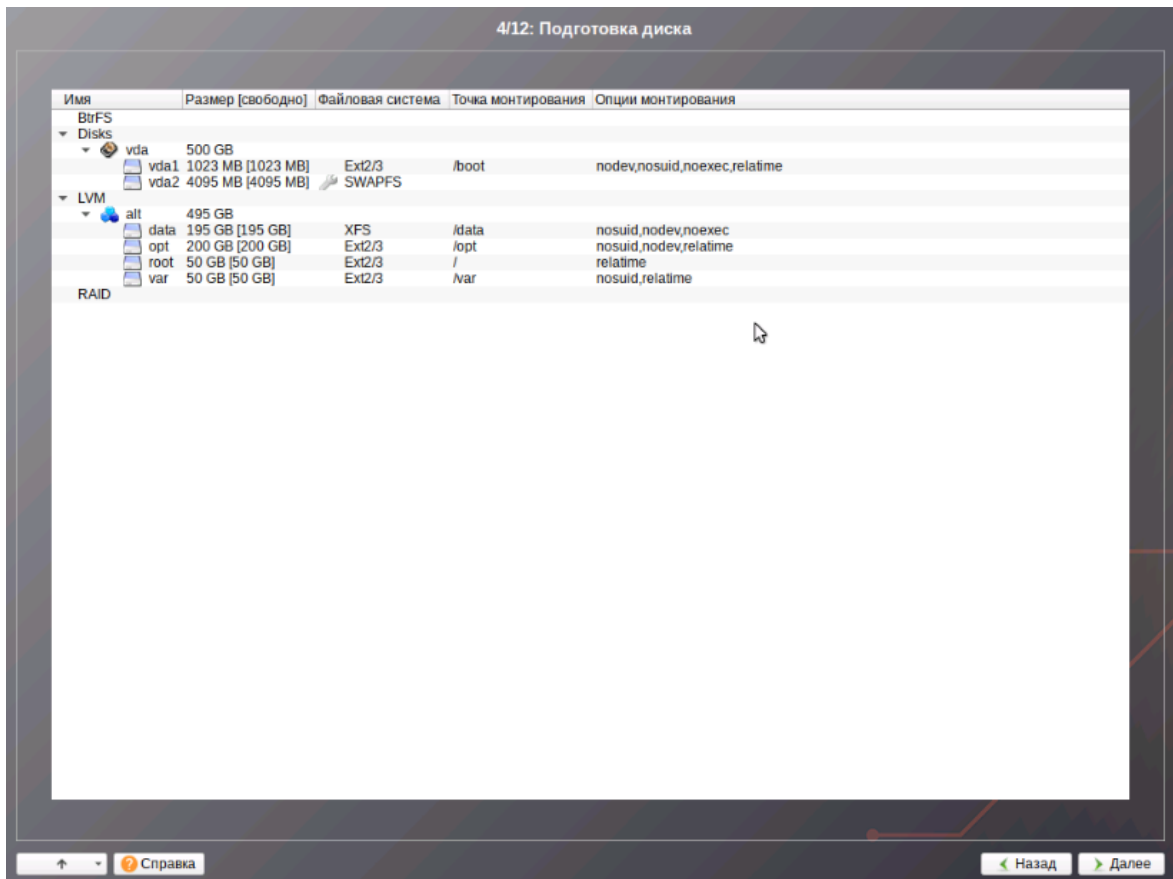 4/12: Подготовка диска
Имя Размер [свободно] Файловая система Точка монтирования Опции монтирования
BtrFS
Disks
vda 500 GB
vda1 1023 MB [1023 MB] Ext2/3 /boot nodev,nosuid,noexec,relatime
vda2 4095 MB [4095 MB] SWAPFS
LVM
alt 495 GB
data 195 GB [195 GB] XFS /data nosuid,nodev,noexec
opt 200 GB [200 GB] Ext2/3 /opt nosuid,nodev,relatime
root 50 GB [50 GB] Ext2/3 / relatime
var 50 GB [50 GB] Ext2/3 /var nosuid,relatime
RAID
Справка Назад Далее